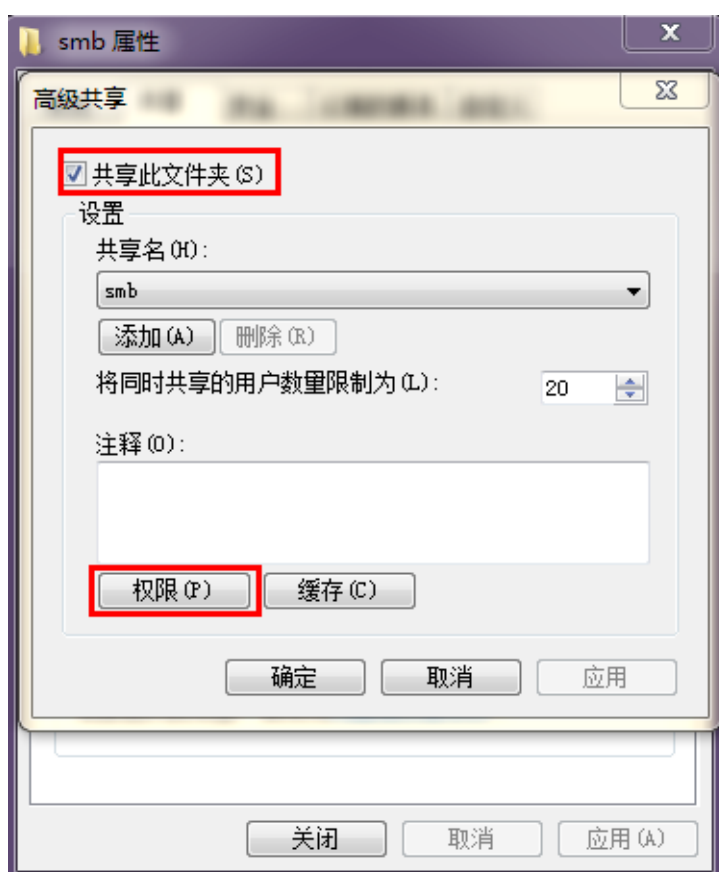 smb 属性
高级共享
共享此文件夹(S)
设置
共享名(H):
smb
添加(A) 删除(R)
将同时共享的用户数量限制为(L): 20
注释(O):
权限(P) 缓存(C)
确定 取消 应用
关闭 取消 应用(A)